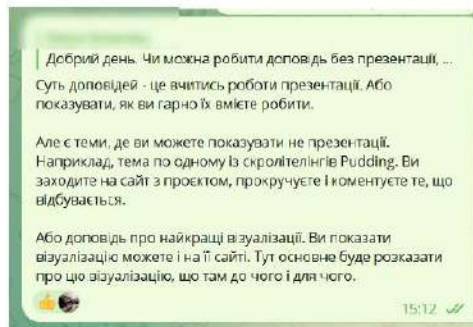 Добрий день. Чи можна робити доповідь без презентації, ...
Суть доповідей - це вчитись роботи презентації. Або
показувати, як ви гарно їх вмієте робити.
Але є теми, де ви можете показувати не презентації.
Наприклад, тема по одному із скролітелінгів Pudding. Ви
заходите на сайт з проєктом, прокручуєте і коментуєте те, що
відбувається.
Або доповідь про найкращі візуалізації. Ви показати
візуалізацію можете і на її сайті. Тут основне буде розказати
про цю візуалізацію, що там до чого і для чого.
15:12